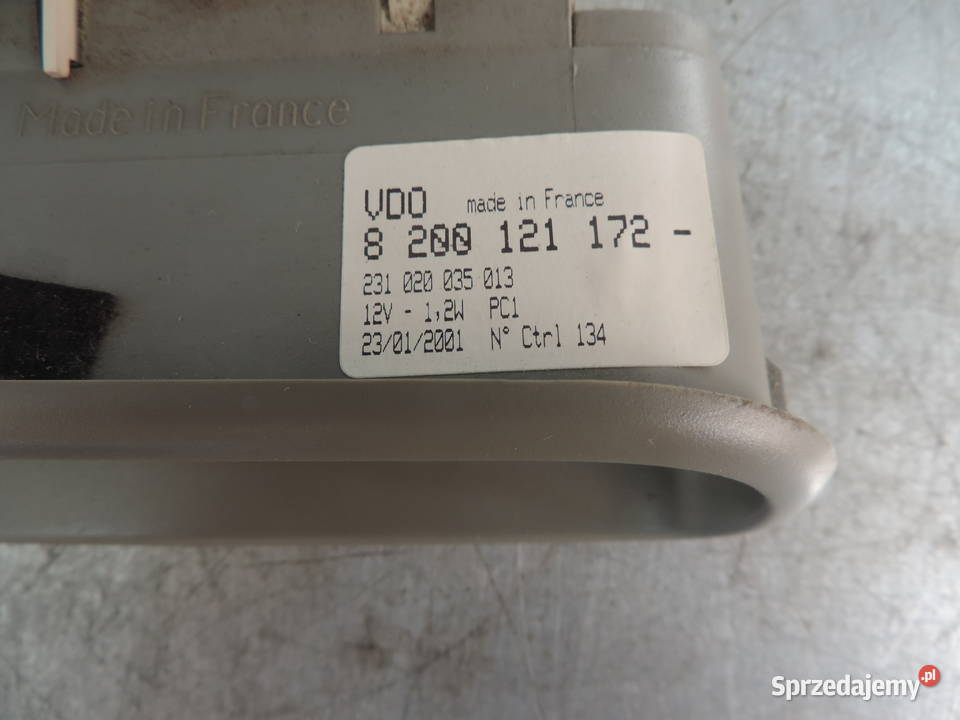 Made in France
VDO made in France
8 200 121 172 -
231 020 035 013
12V - 1,2W PC1
23/01/2001 N° Ctrl 134
Sprzedajemy.pl